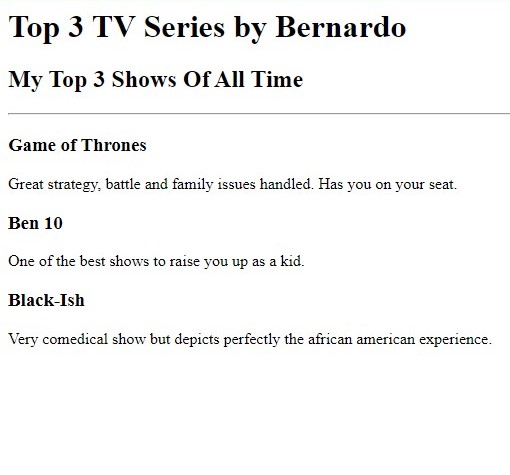 Top 3 TV Series by Bernardo
My Top 3 Shows Of All Time
Game of Thrones
Great strategy, battle and family issues handled. Has you on your seat.
Ben 10
One of the best shows to raise you up as a kid.
Black-Ish
Very comedical show but depicts perfectly the african american experience.